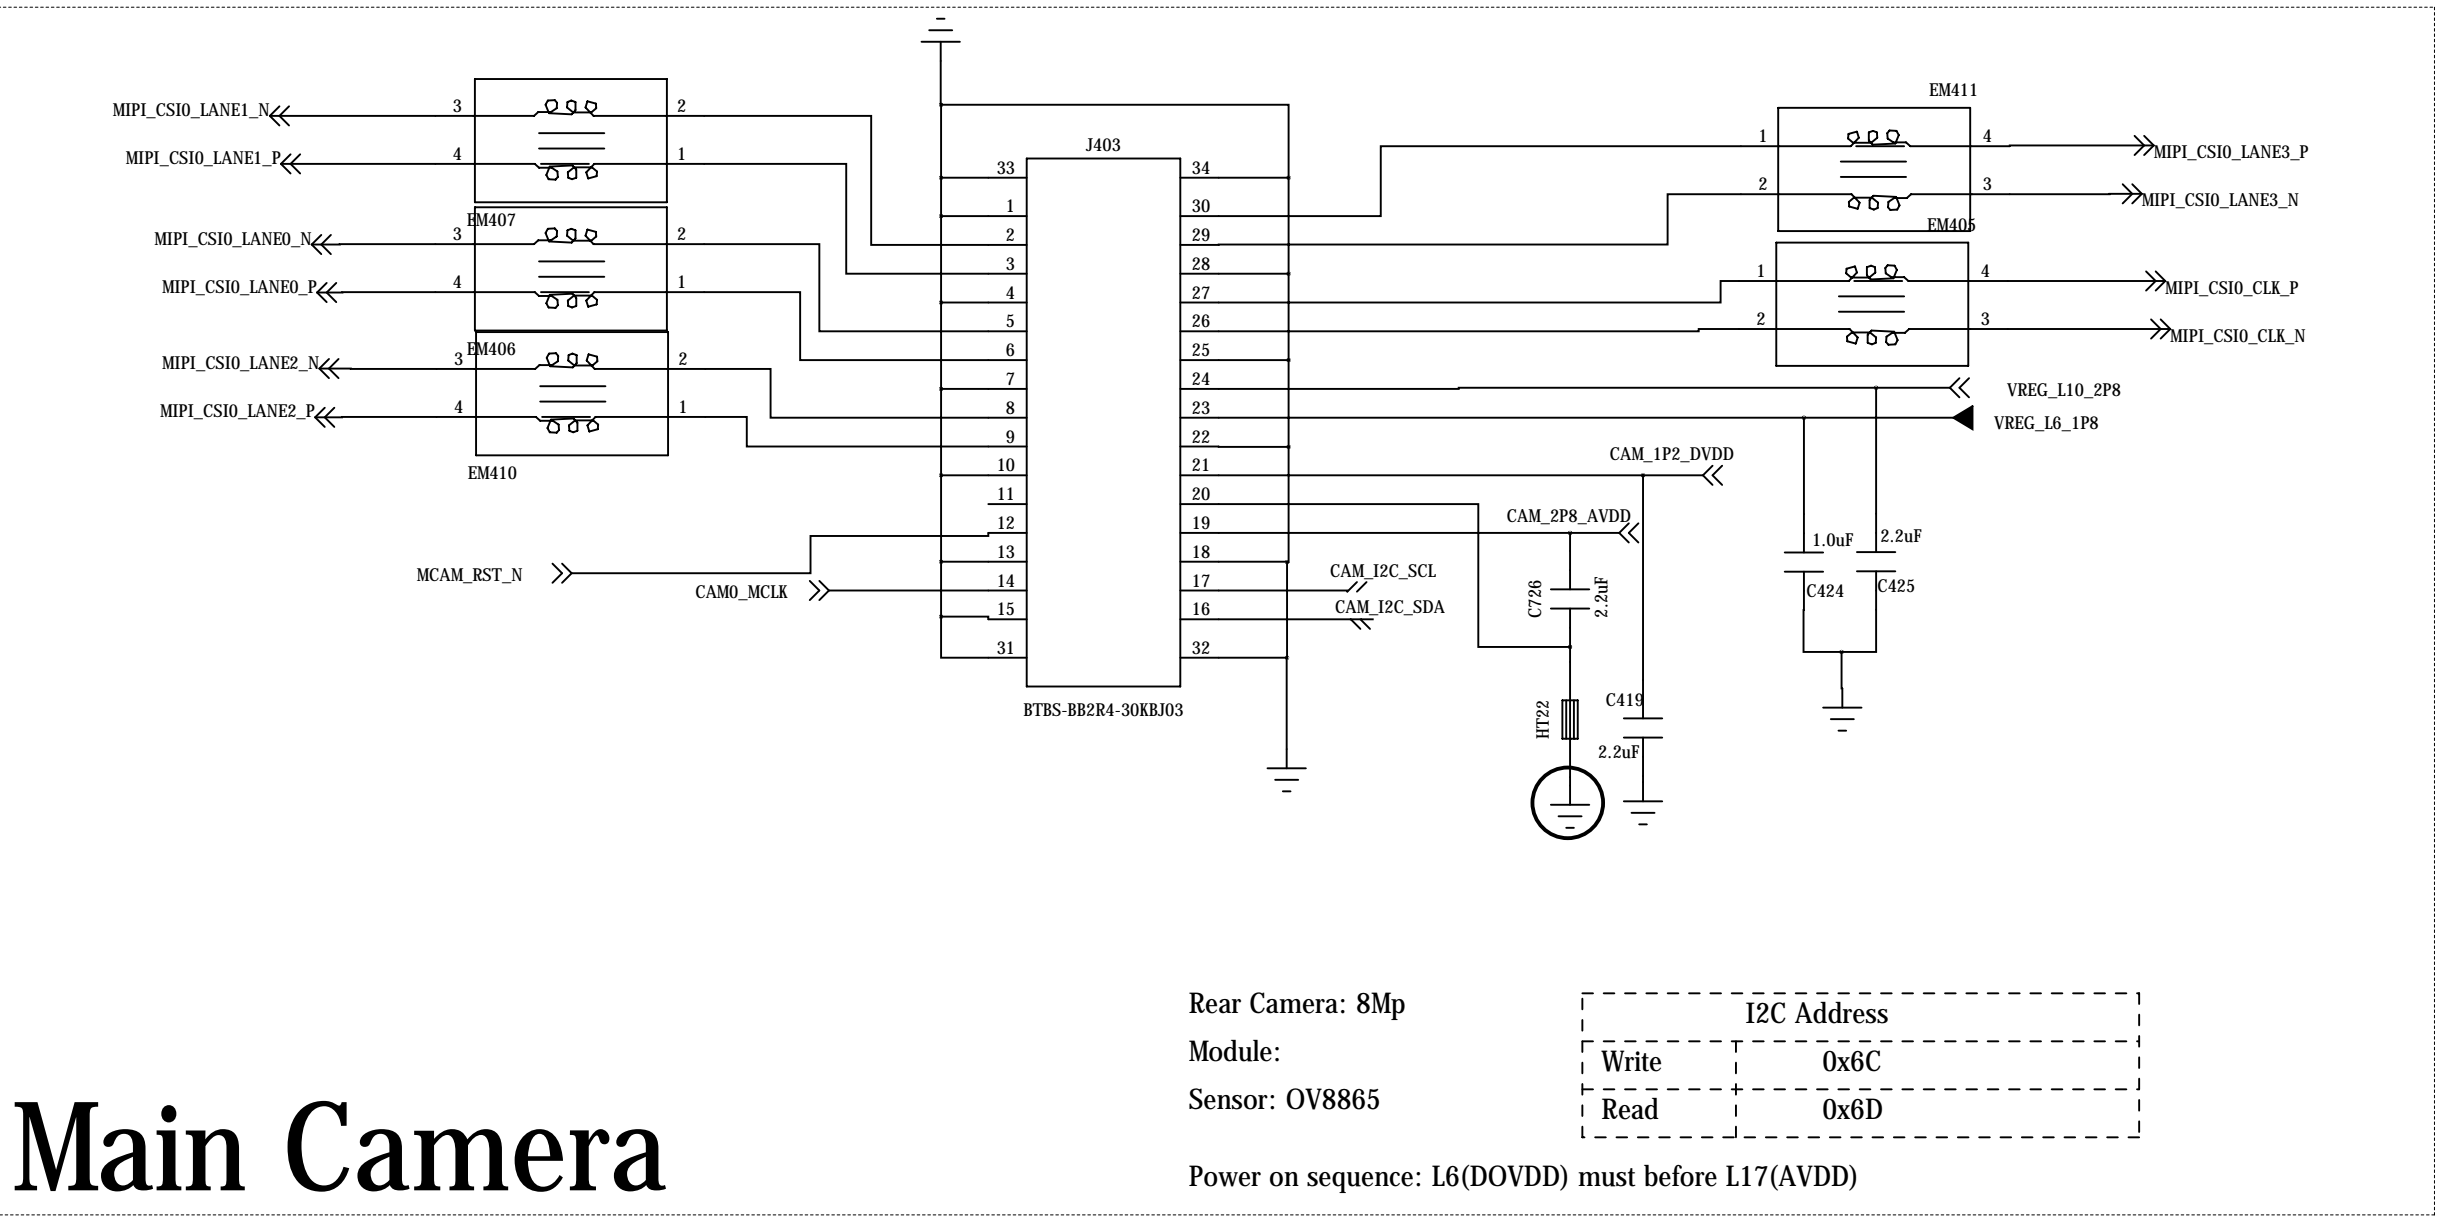 MIPI_CSI0_LANE1_N
3
2
MIPI_CSI0_LANE1_P
4
1
EM407
MIPI_CSI0_LANE0_N
3
2
MIPI_CSI0_LANE0_P
4
1
EM406
MIPI_CSI0_LANE2_N
3
2
MIPI_CSI0_LANE2_P
4
1
EM410
MCAM_RST_N
CAM0_MCLK
J403
33
34
1
30
2
29
3
28
4
27
5
26
6
25
7
24
8
23
9
22
10
21
11
20
12
19
13
18
14
17
15
16
31
32
BTBS-BB2R4-30KBJ03
EM411
1
4
MIPI_CSI0_LANE3_P
2
3
MIPI_CSI0_LANE3_N
EM405
1
4
MIPI_CSI0_CLK_P
2
3
MIPI_CSI0_CLK_N
VREG_L10_2P8
VREG_L6_1P8
CAM_1P2_DVDD
CAM_2P8_AVDD
CAM_I2C_SCL
CAM_I2C_SDA
C726
2.2uF
1.0uF
C424
2.2uF
C425
HT22
C419
2.2uF
Rear Camera: 8Mp
Module:
Sensor: OV8865
I2C Address
Write 0x6C
Read 0x6D
Power on sequence: L6(DOVDD) must before L17(AVDD)
Main Camera